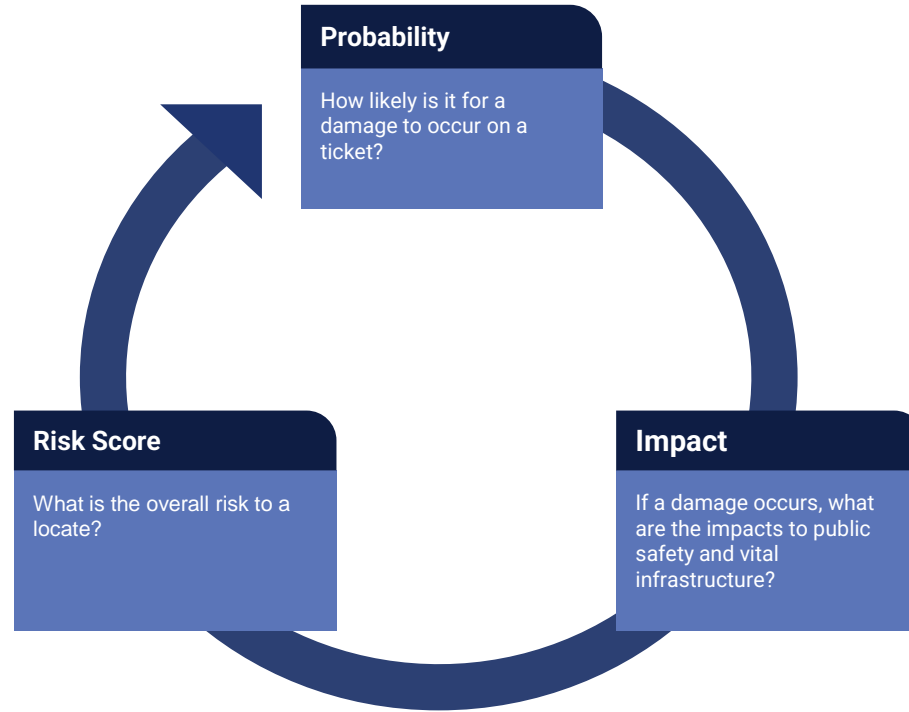 Probability
How likely is it for a
damage to occur on a
ticket?
Risk Score
What is the overall risk to a
locate?
Impact
If a damage occurs, what
are the impacts to public
safety and vital
infrastructure?